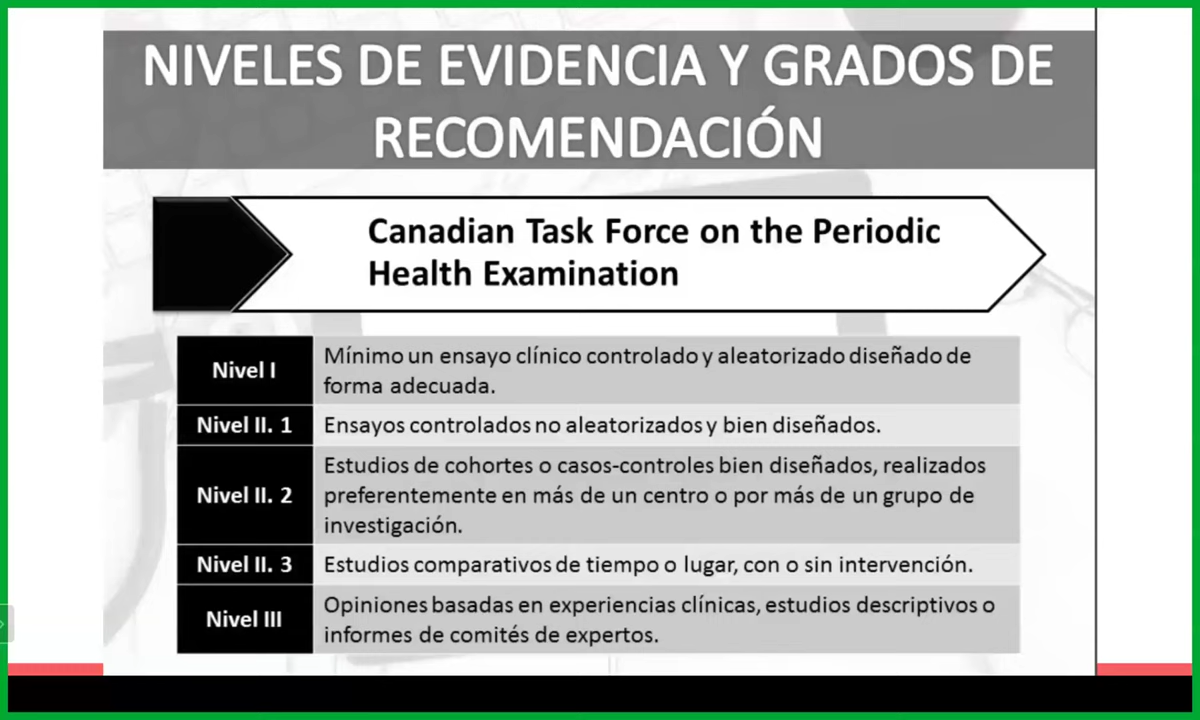 NIVELES DE EVIDENCIA Y GRADOS DE
RECOMENDACIÓN
Canadian Task Force on the Periodic
Health Examination
Nivel I
Mínimo un ensayo clínico controlado y aleatorizado diseñado de
forma adecuada.
Nivel II. 1
Ensayos controlados no aleatorizados y bien diseñados.
Nivel II. 2
Estudios de cohortes o casos-controles bien diseñados, realizados
preferentemente en más de un centro o por más de un grupo de
investigación.
Nivel II. 3
Estudios comparativos de tiempo o lugar, con o sin intervención.
Nivel III
Opiniones basadas en experiencias clínicas, estudios descriptivos o
informes de comités de expertos.